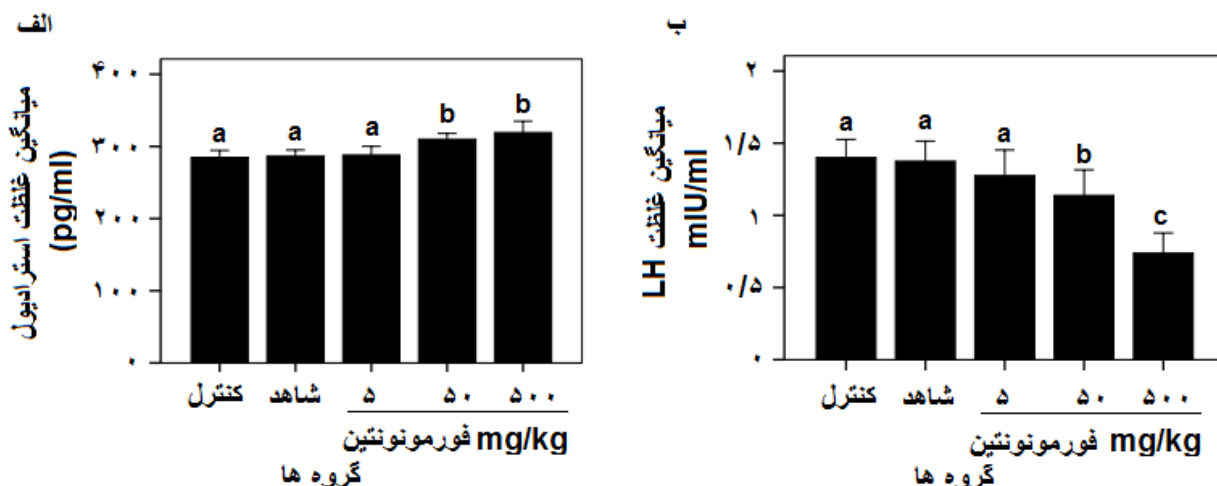 الف
میانگین غلظت استرادیول
(pg/ml)
۴۰۰
۳۰۰
۲۰۰
۱۰۰
۰
a a a b b
کنترل شاهد ۵ ۵۰ ۵۰۰
فورمونونتین mg/kg
گروه ها
ب
میانگین غلظت LH
mIU/ml
۲
۱/۵
۱
۰/۵
۰
a a a b c
کنترل شاهد ۵ ۵۰ ۵۰۰
فورمونونتین mg/kg
گروه ها